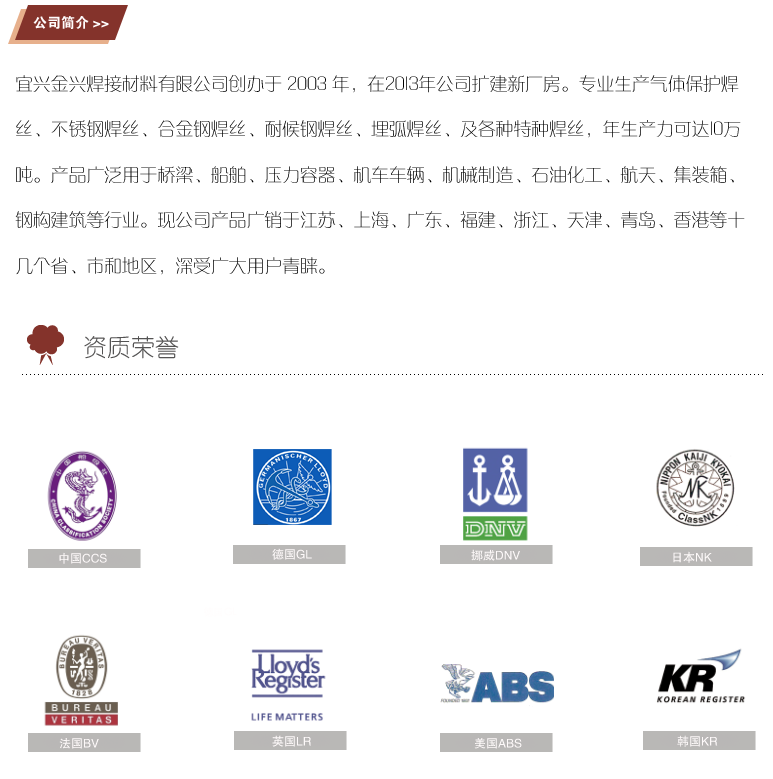 公司简介 >>
宜兴金兴焊接材料有限公司创办于 2003 年，在2013年公司扩建新厂房。专业生产气体保护焊
丝、不锈钢焊丝、合金钢焊丝、耐候钢焊丝、埋弧焊丝、及各种特种焊丝，年生产力可达10万
吨。产品广泛用于桥梁、船舶、压力容器、机车车辆、机械制造、石油化工、航天、集装箱、
钢构建筑等行业。现公司产品广销于江苏、上海、广东、福建、浙江、天津、青岛、香港等十
几个省、市和地区，深受广大用户青睐。
资质荣誉
中国船级社
CHINA CLASSIFICATION SOCIETY
GERMANISCHER LLOYD
1867
DNV
NIPPON KAIJI KYOKAI
NK
Founded ClassNK 1899
中国CCS
德国GL
挪威DNV
日本NK
BUREAU VERITAS
1828
BUREAU
VERITAS
Lloyd's
Register
LIFE MATTERS
ABS
FOUNDED 1862
KR
KOREAN REGISTER
法国BV
英国LR
美国ABS
韩国KR